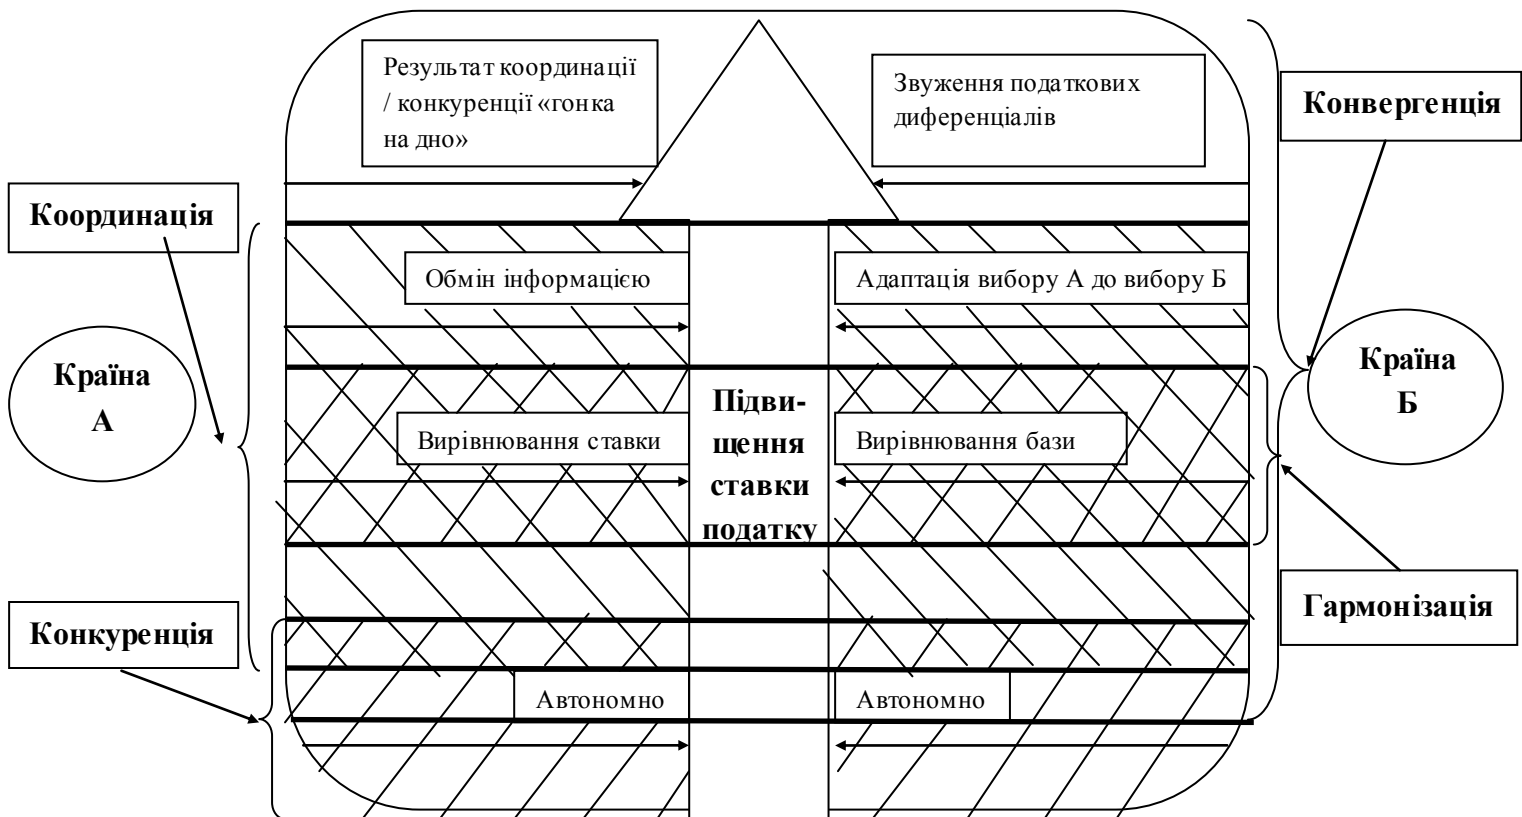 Результат координації
/ конкуренції «гонка
на дно»
Звуження податкових
диференціалів
Конвергенція
Координація
Обмін інформацією
Адаптація вибору А до вибору Б
Країна
А
Країна
Б
Підви-
щення
ставки
податку
Вирівнювання ставки
Вирівнювання бази
Гармонізація
Конкуренція
Автономно
Автономно